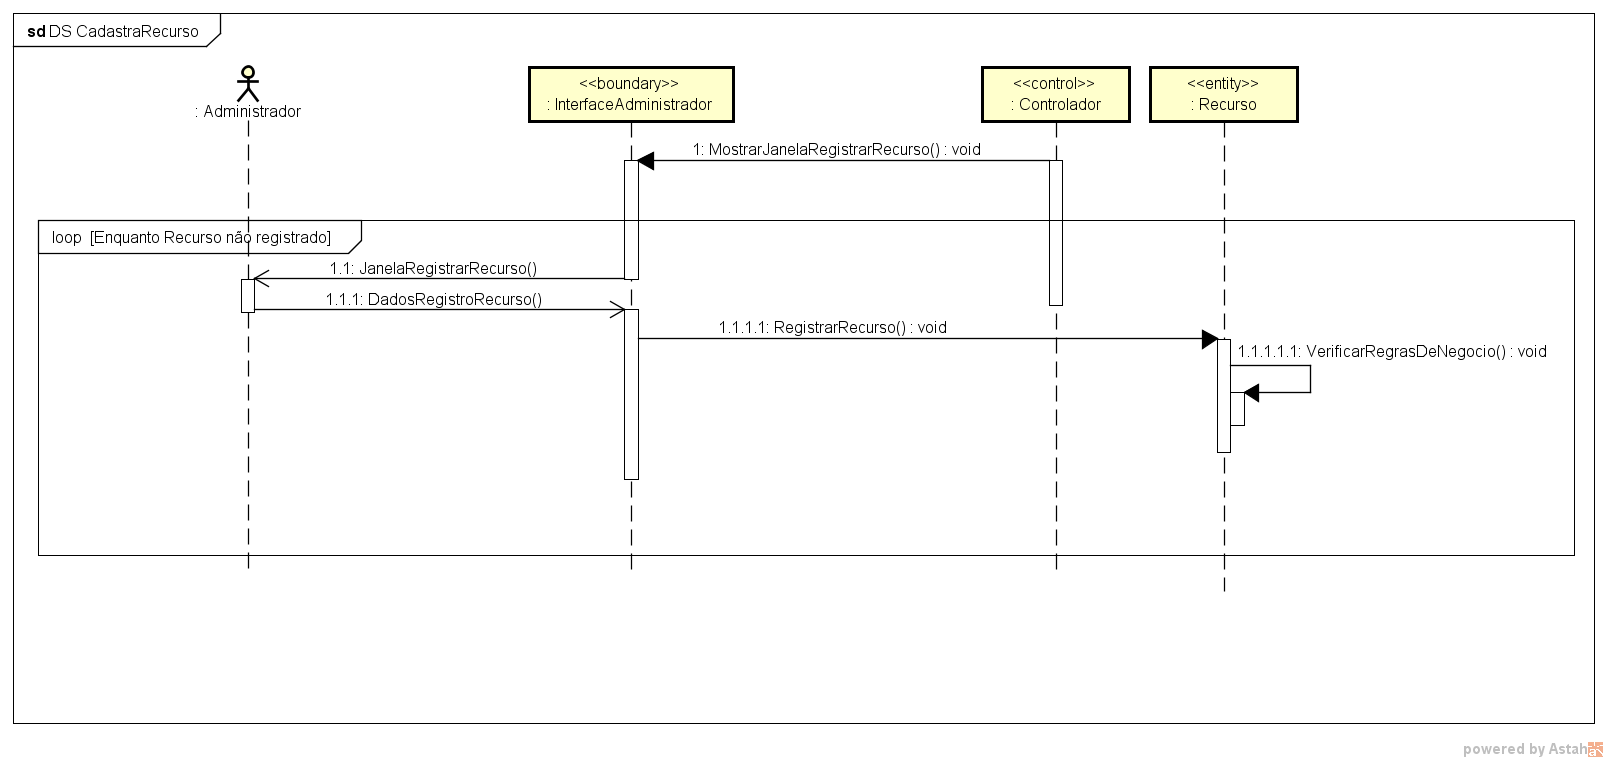 sd DS CadastraRecurso
: Administrador
<<boundary>>
: InterfaceAdministrador
<<control>>
: Controlador
<<entity>>
: Recurso
1: MostrarJanelaRegistrarRecurso() : void
loop [Enquanto Recurso não registrado]
1.1: JanelaRegistrarRecurso()
1.1.1: DadosRegistroRecurso()
1.1.1.1: RegistrarRecurso() : void
1.1.1.1.1: VerificarRegrasDeNegocio() : void
powered by Astah